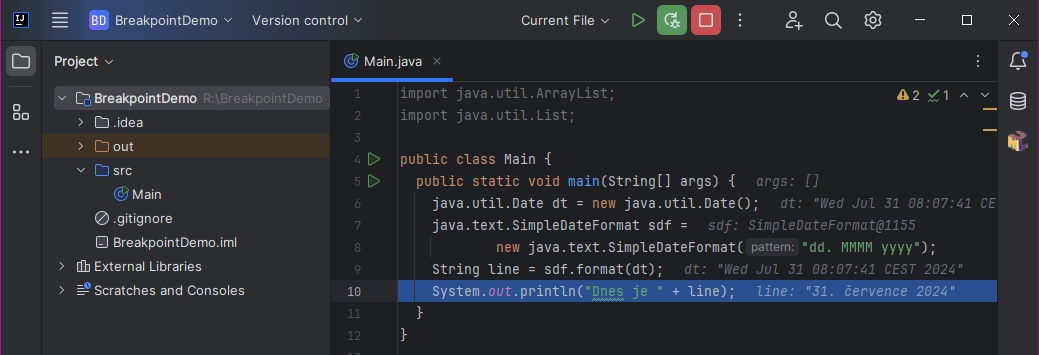 BD BreakpointDemo Version control Current File
Project
Main.java
BreakpointDemo R:\BreakpointDemo
.idea
out
src
Main
.gitignore
BreakpointDemo.iml
External Libraries
Scratches and Consoles
2 1
1 import java.util.ArrayList;
2 import java.util.List;
3
4 public class Main {
5 public static void main(String[] args) { args: []
6 java.util.Date dt = new java.util.Date(); dt: "Wed Jul 31 08:07:41 CE
7 java.text.SimpleDateFormat sdf = sdf: SimpleDateFormat@1155
8 new java.text.SimpleDateFormat( pattern: "dd. MMMM yyyy");
9 String line = sdf.format(dt); dt: "Wed Jul 31 08:07:41 CEST 2024"
10 System.out.println("Dnes je " + line); line: "31. července 2024"
11 }
12 }